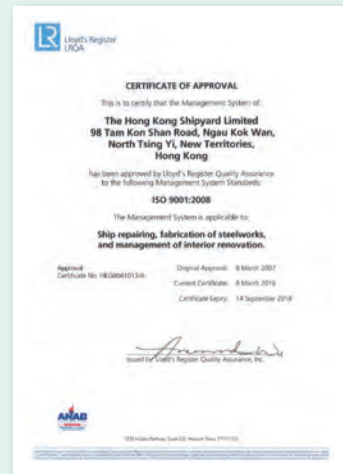 Lloyd's Register
LRQA
CERTIFICATE OF APPROVAL
This is to certify that the Management System of:
The Hong Kong Shipyard Limited
98 Tam Kon Shan Road, Ngau Kok Wan,
North Tsing Yi, New Territories,
Hong Kong
has been approved by Lloyd's Register Quality Assurance
to the following Management System Standards:
ISO 9001:2008
The Management System is applicable to:
Ship repairing, fabrication of steelworks,
and management of interior renovation.
Approval
Certificate No:
Original Approval: 8 March 2007
Current Certificate: 8 March 2016
Certificate Expiry: 14 September 2018
Issued by: Lloyd's Register Quality Assurance, Inc.
ANAB